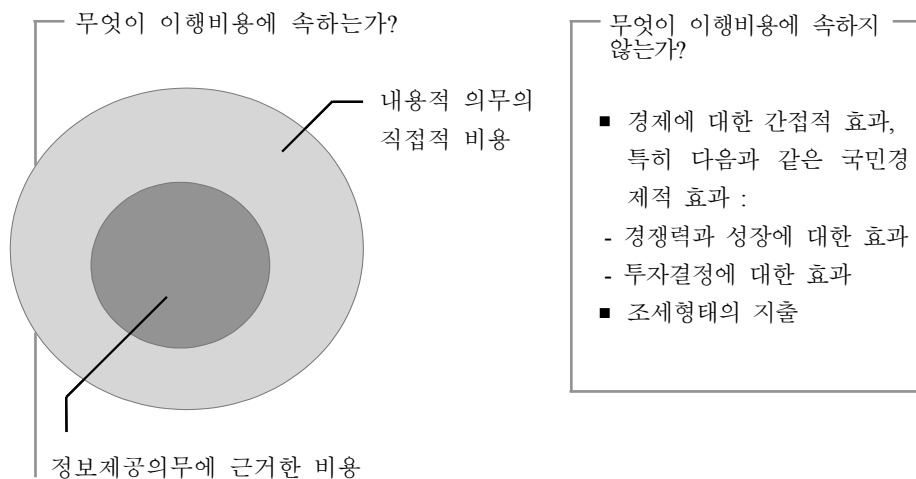 무엇이 이행비용에 속하는가?
내용적 의무의
직접적 비용
정보제공의무에 근거한 비용
무엇이 이행비용에 속하지
않는가?
■ 경제에 대한 간접적 효과,
특히 다음과 같은 국민경
제적 효과 :
- 경쟁력과 성장에 대한 효과
- 투자결정에 대한 효과
■ 조세형태의 지출